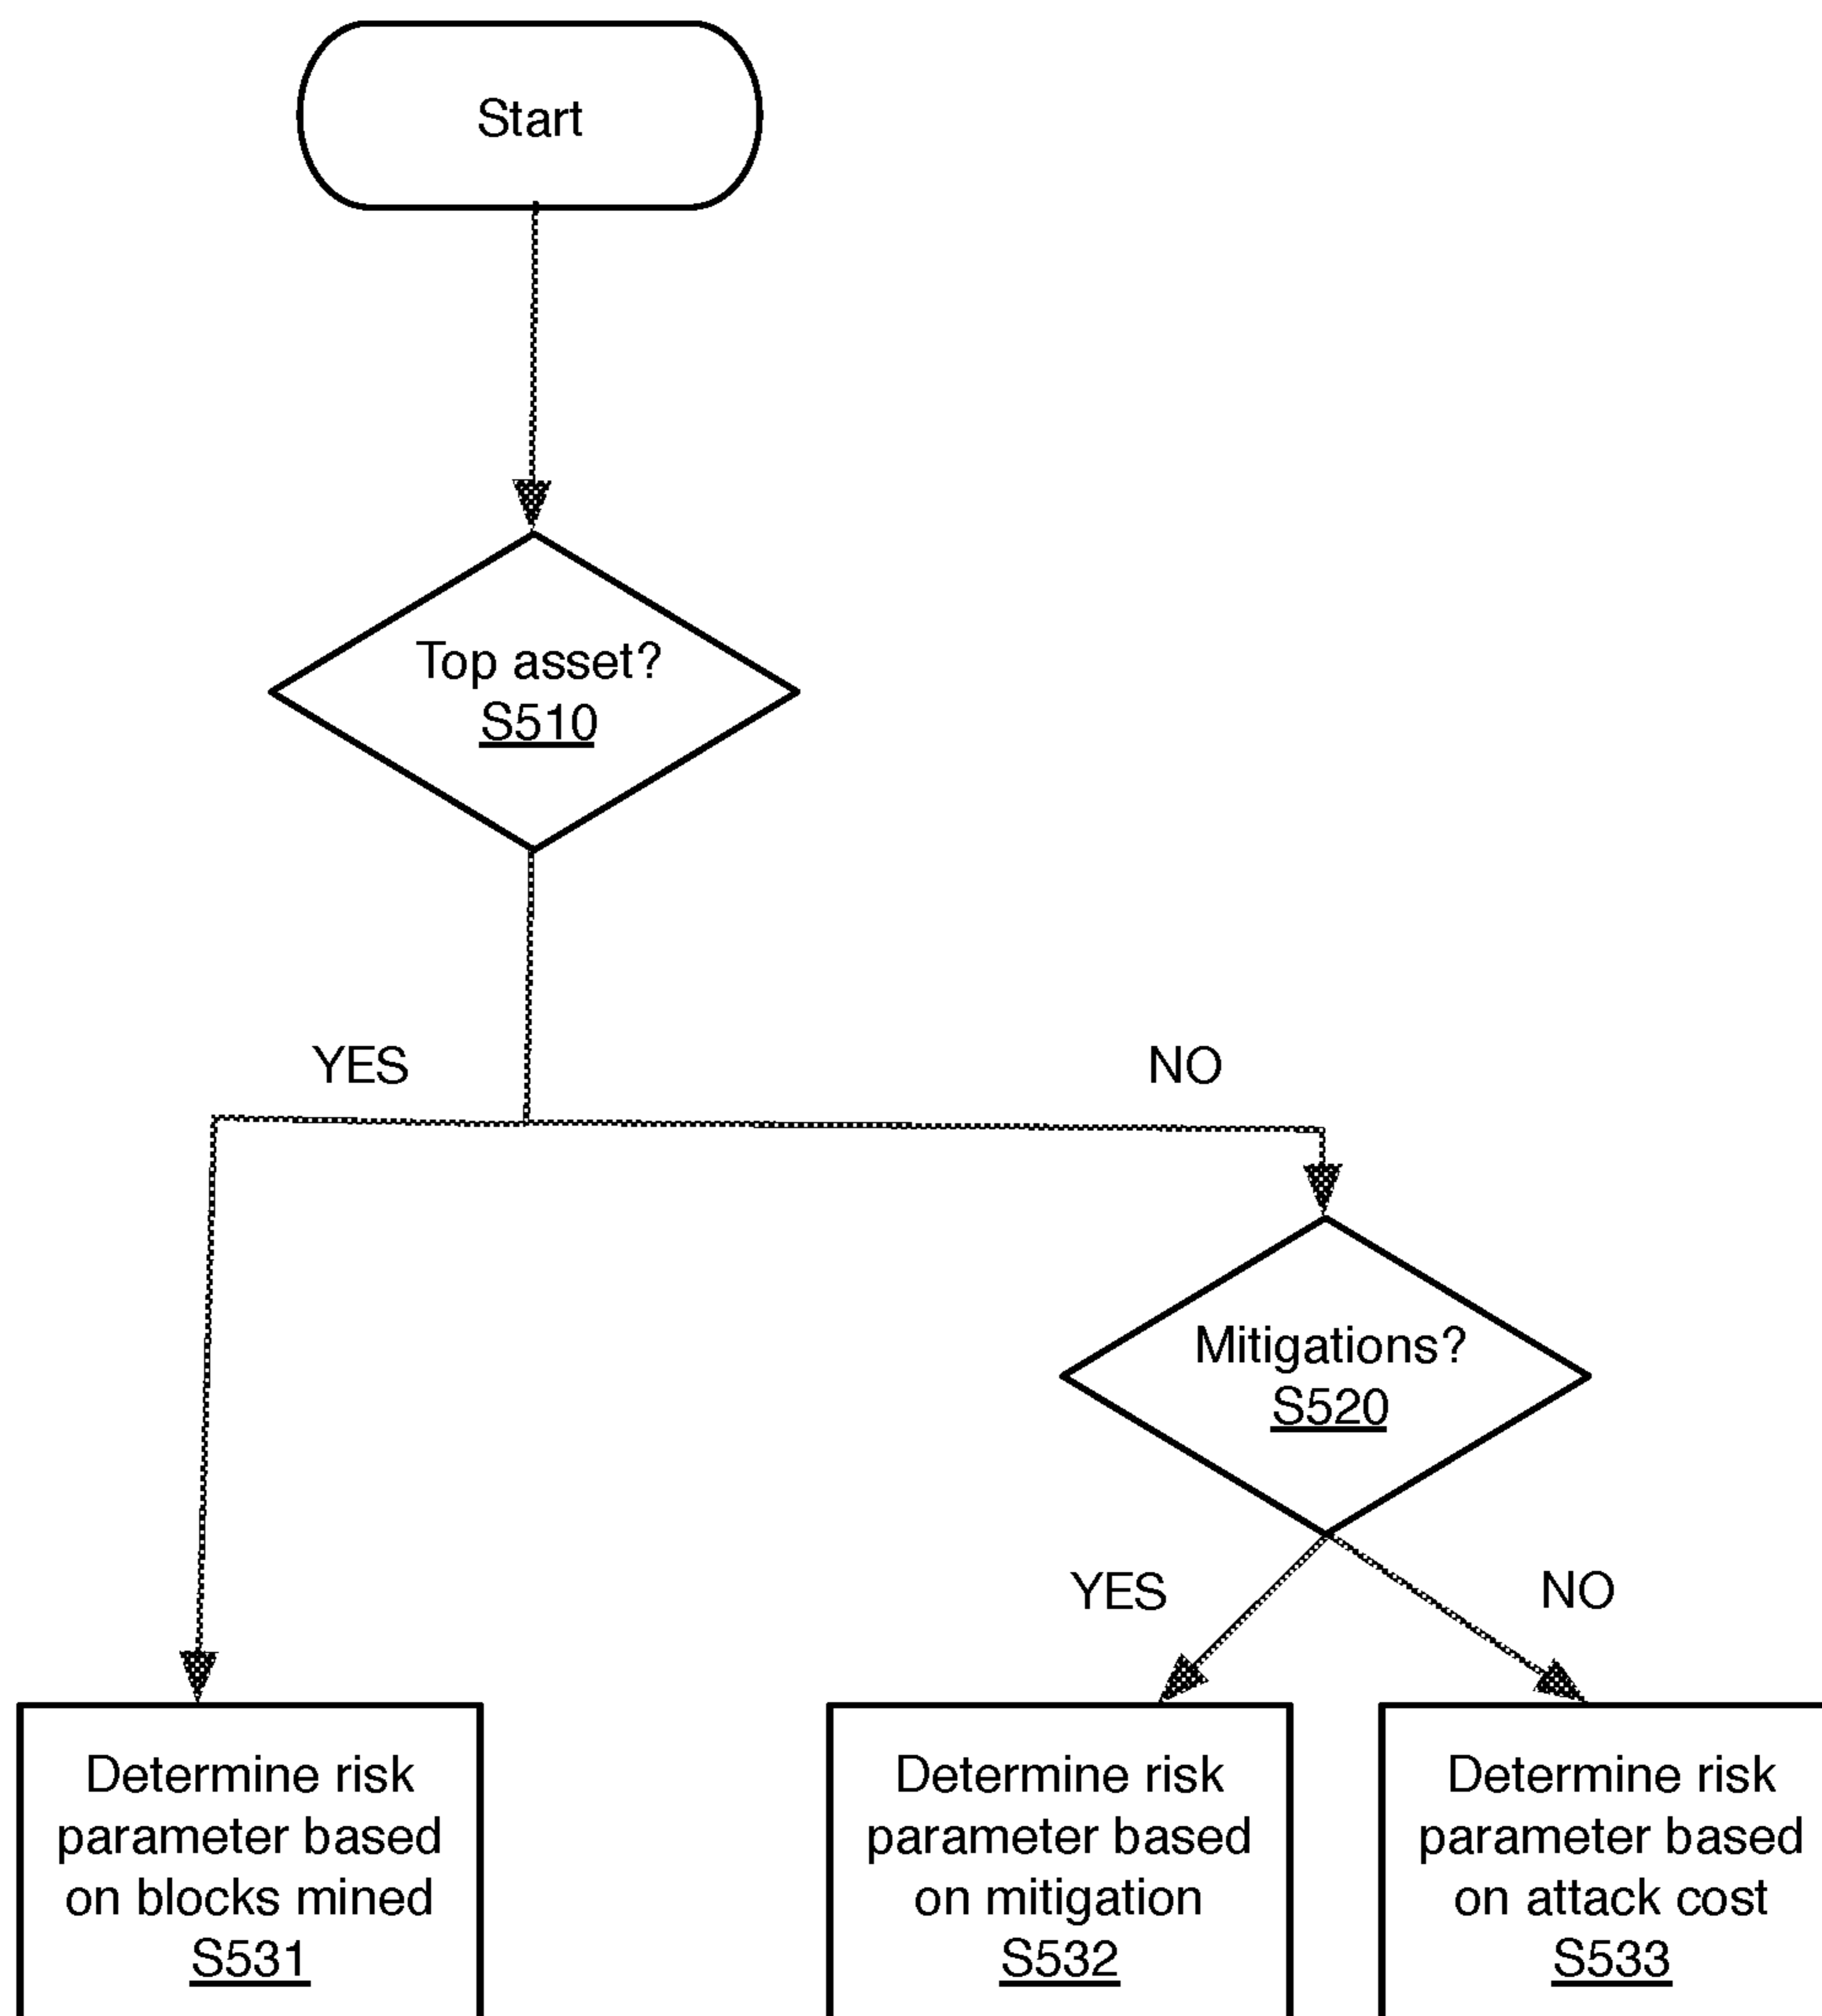 Start
Top asset?
S510
YES
NO
Mitigations?
S520
YES
NO
Determine risk
parameter based
on blocks mined
S531
Determine risk
parameter based
on mitigation
S532
Determine risk
parameter based
on attack cost
S533